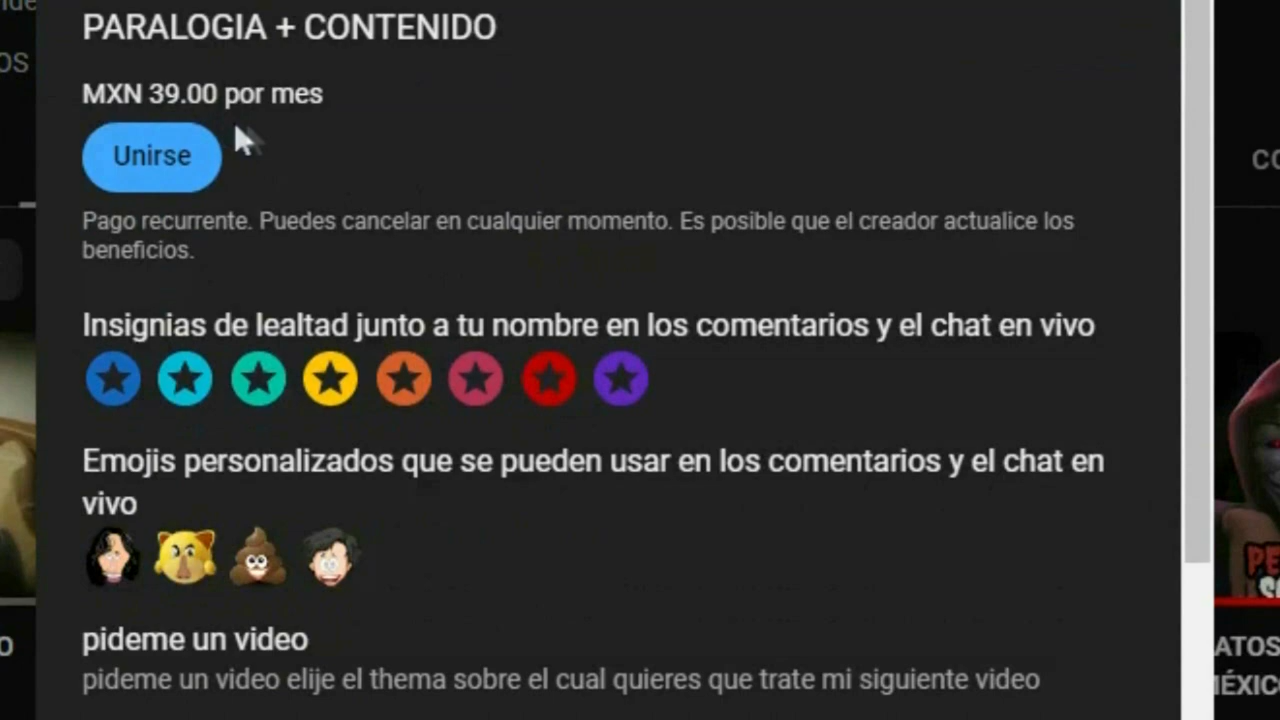 PARALOGIA + CONTENIDO
MXN 39.00 por mes
Unirse
Pago recurrente. Puedes cancelar en cualquier momento. Es posible que el creador actualice los
beneficios.
Insignias de lealtad junto a tu nombre en los comentarios y el chat en vivo
Emojis personalizados que se pueden usar en los comentarios y el chat en
vivo
pideme un video
pideme un video elije el thema sobre el cual quieres que trate mi siguiente video